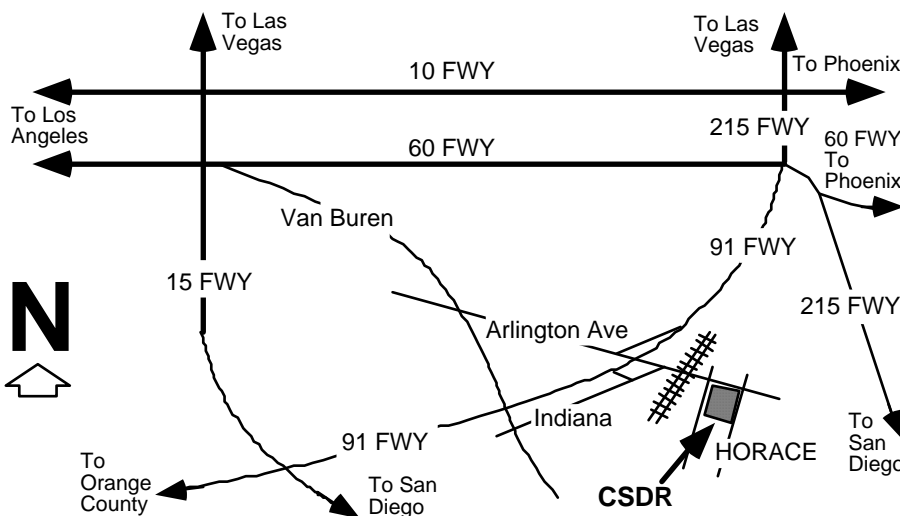 To Las
Vegas
To Las
Vegas
10 FWY
To Phoenix
To Los
Angeles
215 FWY
60 FWY
60 FWY
To
Phoenix
Van Buren
91 FWY
15 FWY
N
215 FWY
Arlington Ave
Indiana
91 FWY
HORACE
To
San
Diego
To
Orange
County
To San
Diego
CSDR